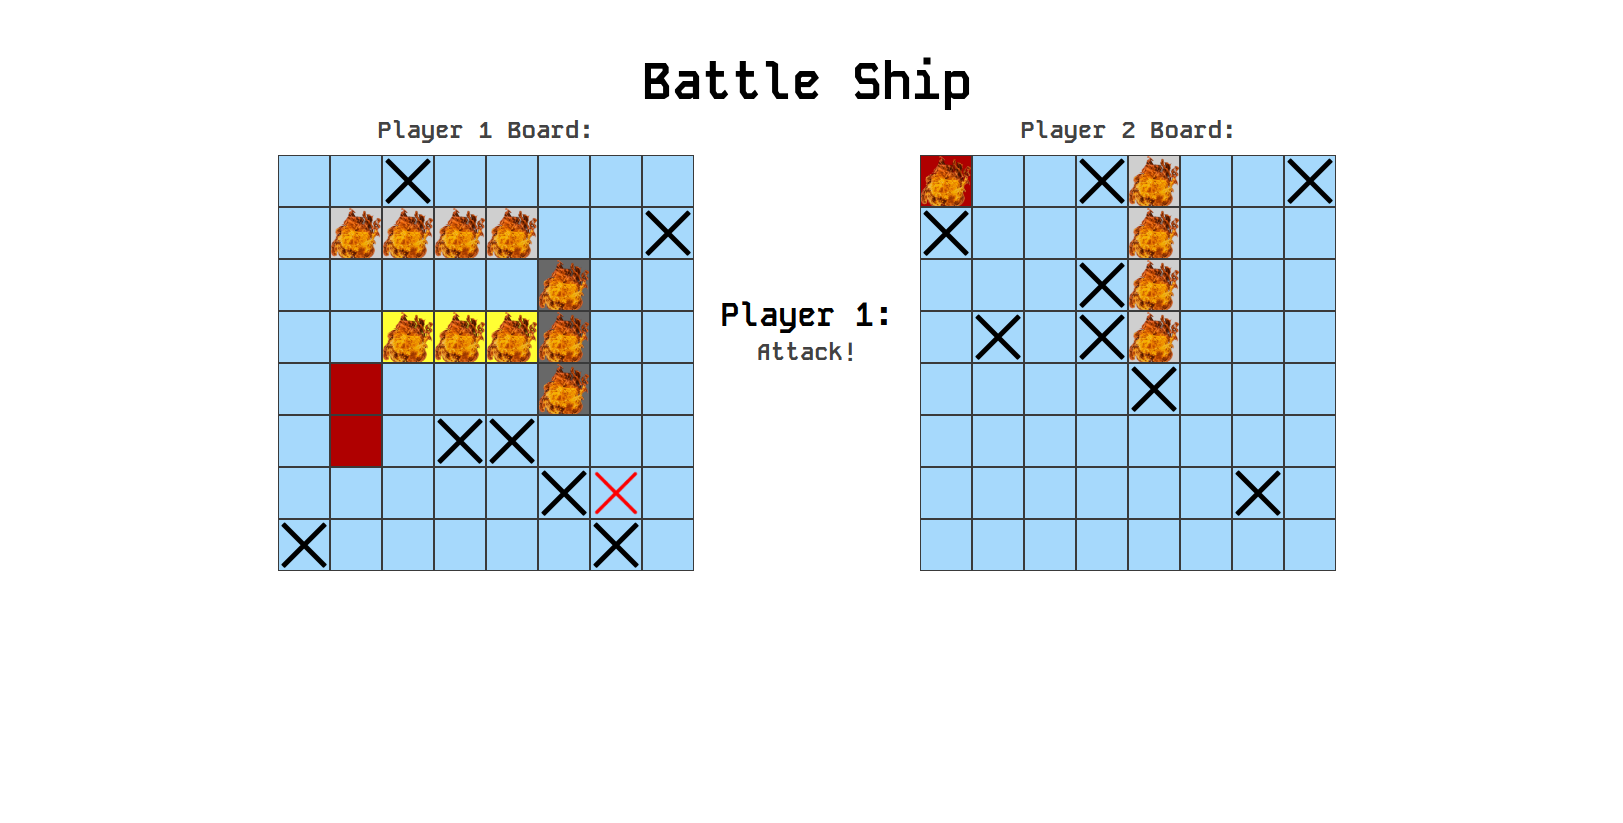 Battle Ship
Player 1 Board:
Player 2 Board:
Player 1:
Attack!